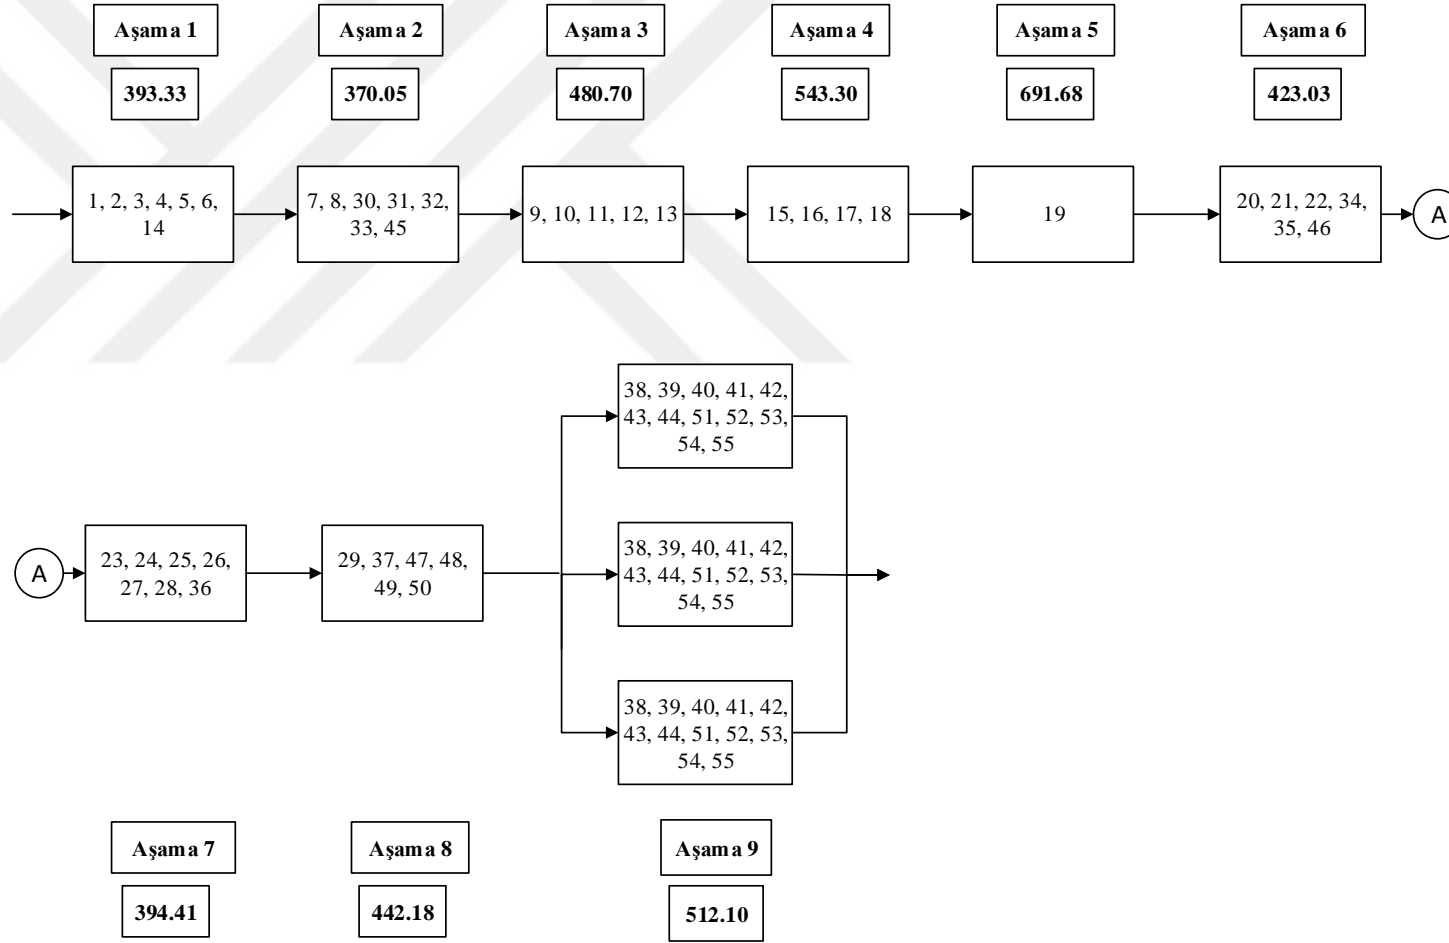 Aşama 1
Aşama 2
Aşama 3
Aşama 4
Aşama 5
Aşama 6
393.33
370.05
480.70
543.30
691.68
423.03
1, 2, 3, 4, 5, 6,
14
7, 8, 30, 31, 32,
33, 45
9, 10, 11, 12, 13
15, 16, 17, 18
19
20, 21, 22, 34,
35, 46
A
38, 39, 40, 41, 42,
43, 44, 51, 52, 53,
54, 55
A
23, 24, 25, 26,
27, 28, 36
29, 37, 47, 48,
49, 50
38, 39, 40, 41, 42,
43, 44, 51, 52, 53,
54, 55
38, 39, 40, 41, 42,
43, 44, 51, 52, 53,
54, 55
Aşama 7
Aşama 8
Aşama 9
394.41
442.18
512.10